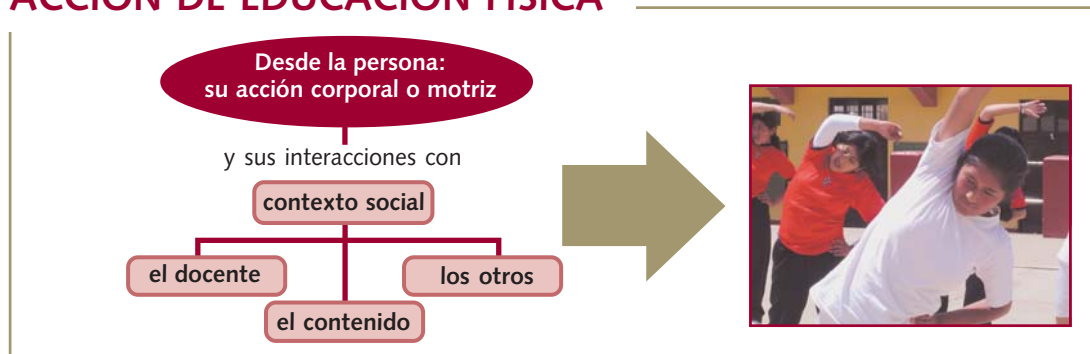 ACCIÓN DE EDUCACIÓN FÍSICA
Desde la persona:
su acción corporal o motriz
y sus interacciones con
contexto social
el docente
los otros
el contenido